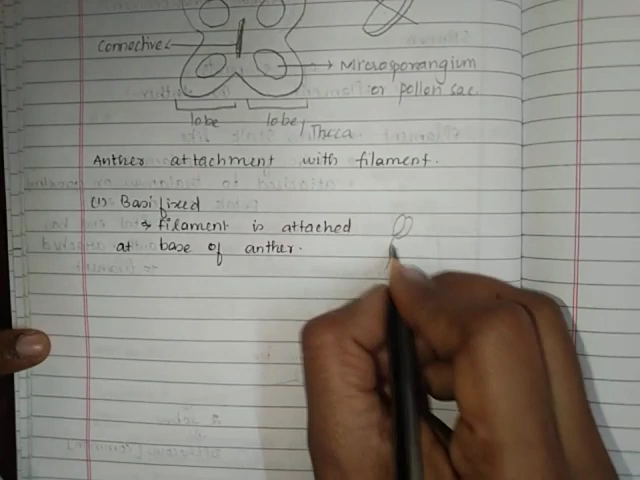 Connective
Microsporangium
or pollen sac.
lobe lobe/Theca
Anther attachment with filament.
(1) Basifixed
→ filament is attached
at base of anther.